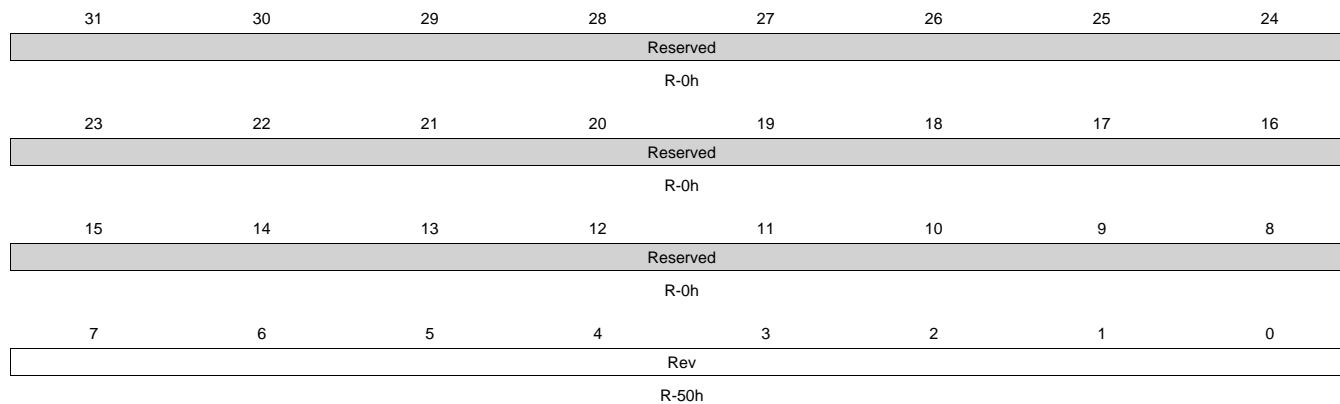 31 30 29 28 27 26 25 24
Reserved
R-0h
23 22 21 20 19 18 17 16
Reserved
R-0h
15 14 13 12 11 10 9 8
Reserved
R-0h
7 6 5 4 3 2 1 0
Rev
R-50h